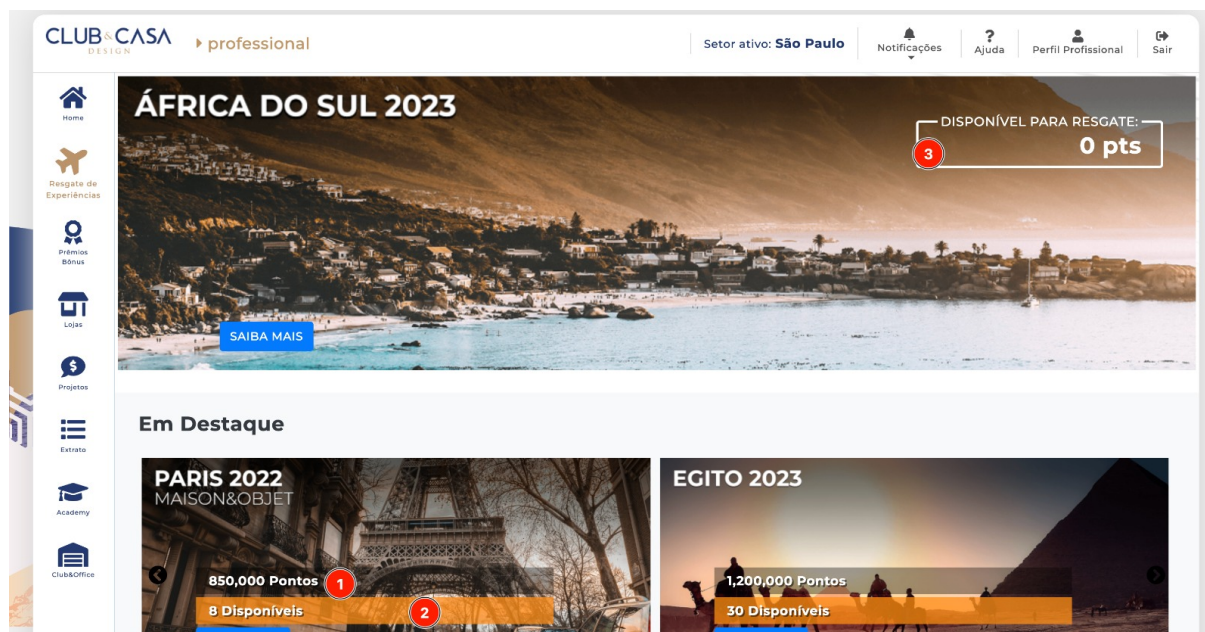 CLUB&CASA
DESIGN
professional
Setor ativo: São Paulo
Notificações
?
Ajuda
Perfil Profissional
Sair
Home
Resgate de
Experiências
Prêmios
Bônus
Lojas
$
Projetos
Extrato
Academy
Club&Office
ÁFRICA DO SUL 2023
DISPONÍVEL PARA RESGATE:
0 pts
3
SAIBA MAIS
Em Destaque
PARIS 2022
MAISON&OBJET
850,000 Pontos
1
8 Disponíveis
2
EGITO 2023
1,200,000 Pontos
30 Disponíveis